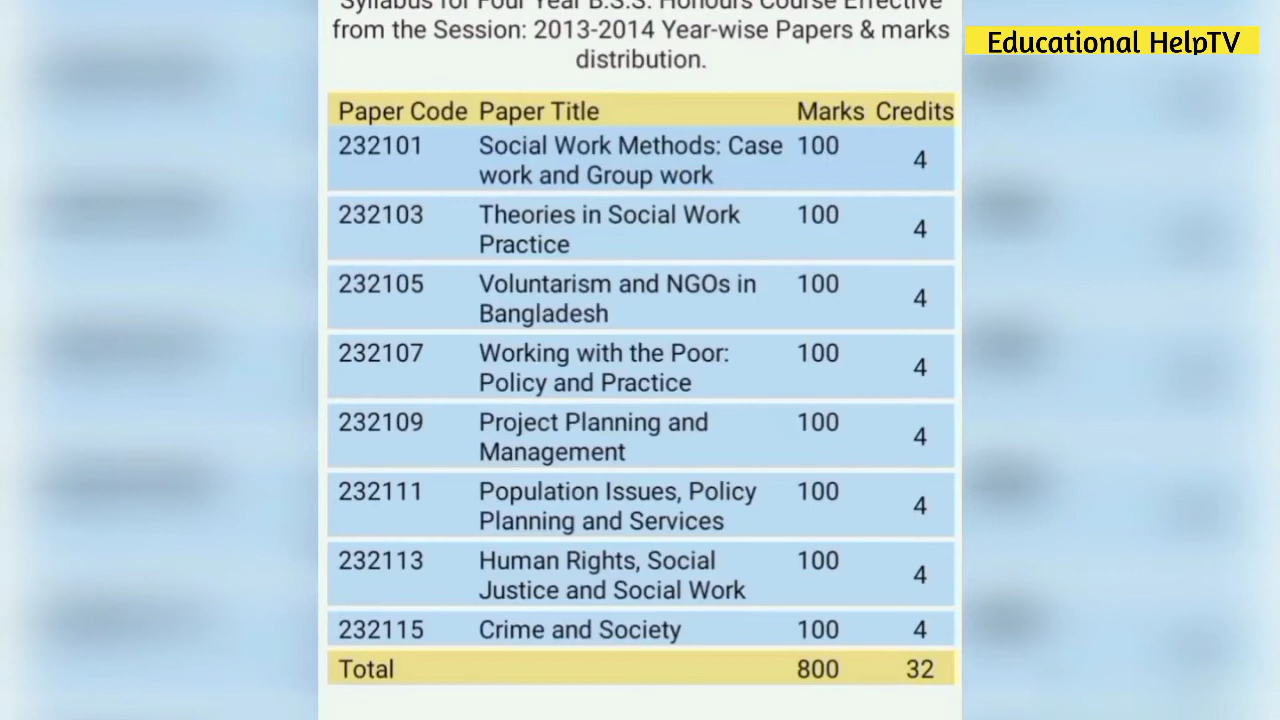 Syllabus for Four Year B.S.S. Honours Course Effective
from the Session: 2013-2014 Year-wise Papers & marks
distribution.
Educational HelpTV
Paper Code Paper Title Marks Credits
232101 Social Work Methods: Case 100 4
work and Group work
232103 Theories in Social Work 100 4
Practice
232105 Voluntarism and NGOs in 100 4
Bangladesh
232107 Working with the Poor: 100 4
Policy and Practice
232109 Project Planning and 100 4
Management
232111 Population Issues, Policy 100 4
Planning and Services
232113 Human Rights, Social 100 4
Justice and Social Work
232115 Crime and Society 100 4
Total 800 32